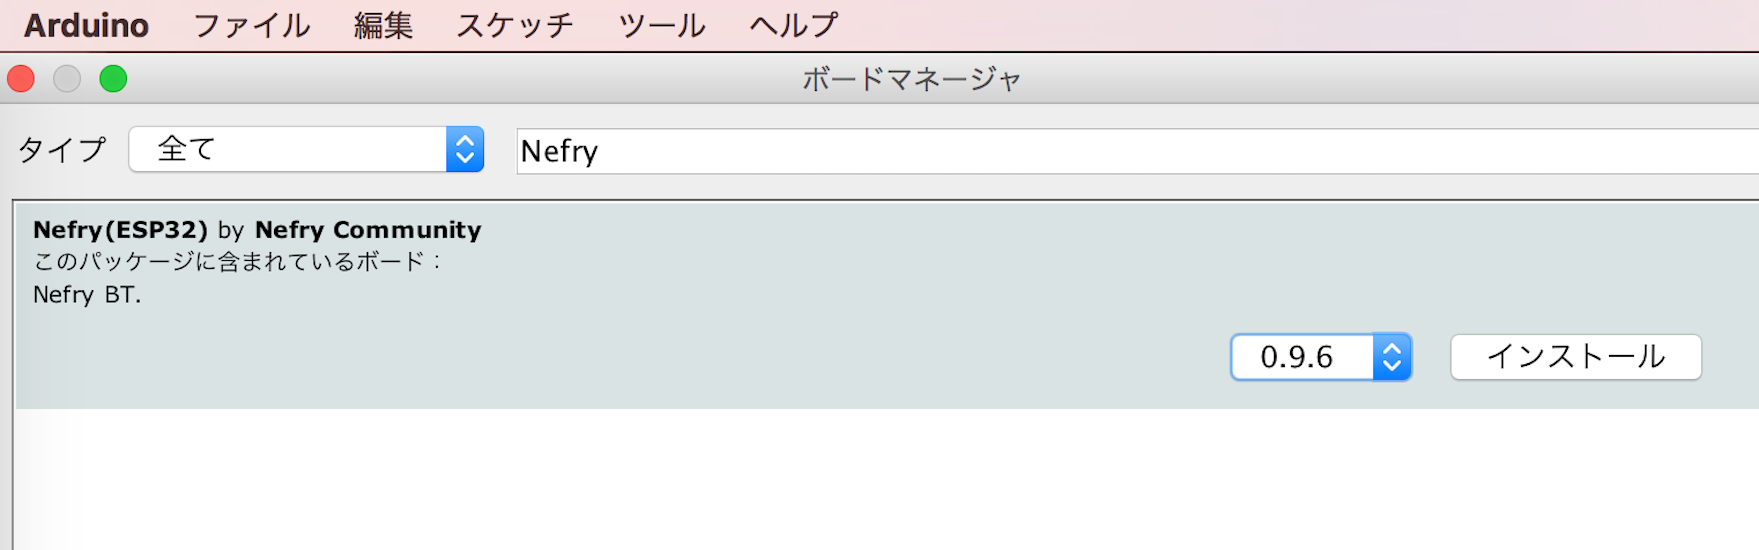 Arduino ファイル 編集 スケッチ ツール ヘルプ
ボードマネージャ
タイプ 全て Nefry
Nefry(ESP32) by Nefry Community
このパッケージに含まれているボード：
Nefry BT.
0.9.6 インストール